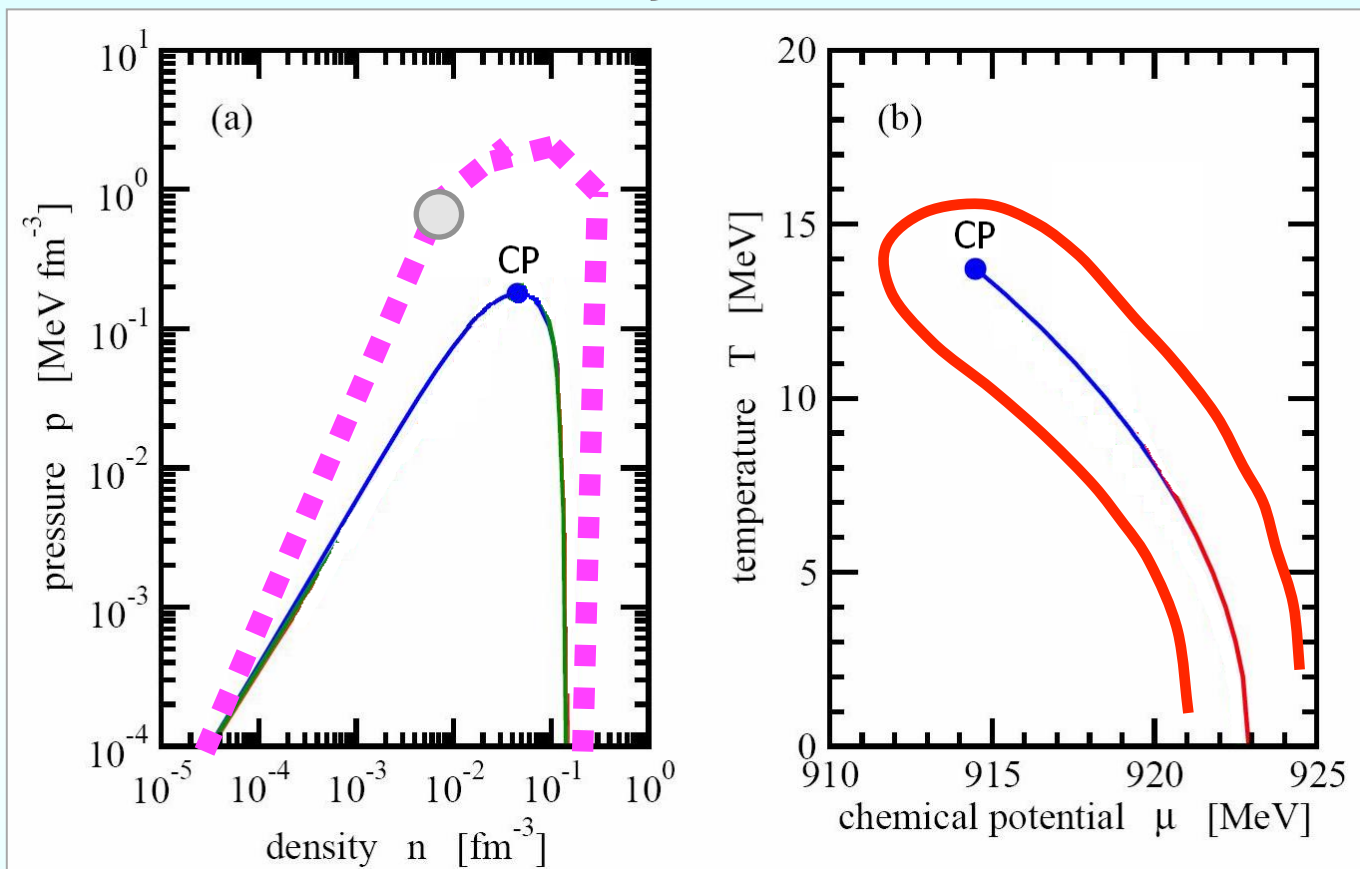 (a)
CP
10^1
10^0
10^-1
10^-2
10^-3
10^-4
pressure p [MeV fm^-3]
10^-5 10^-4 10^-3 10^-2 10^-1 10^0
density n [fm^-3]
(b)
CP
20
15
10
5
0
temperature T [MeV]
910 915 920 925
chemical potential μ [MeV]